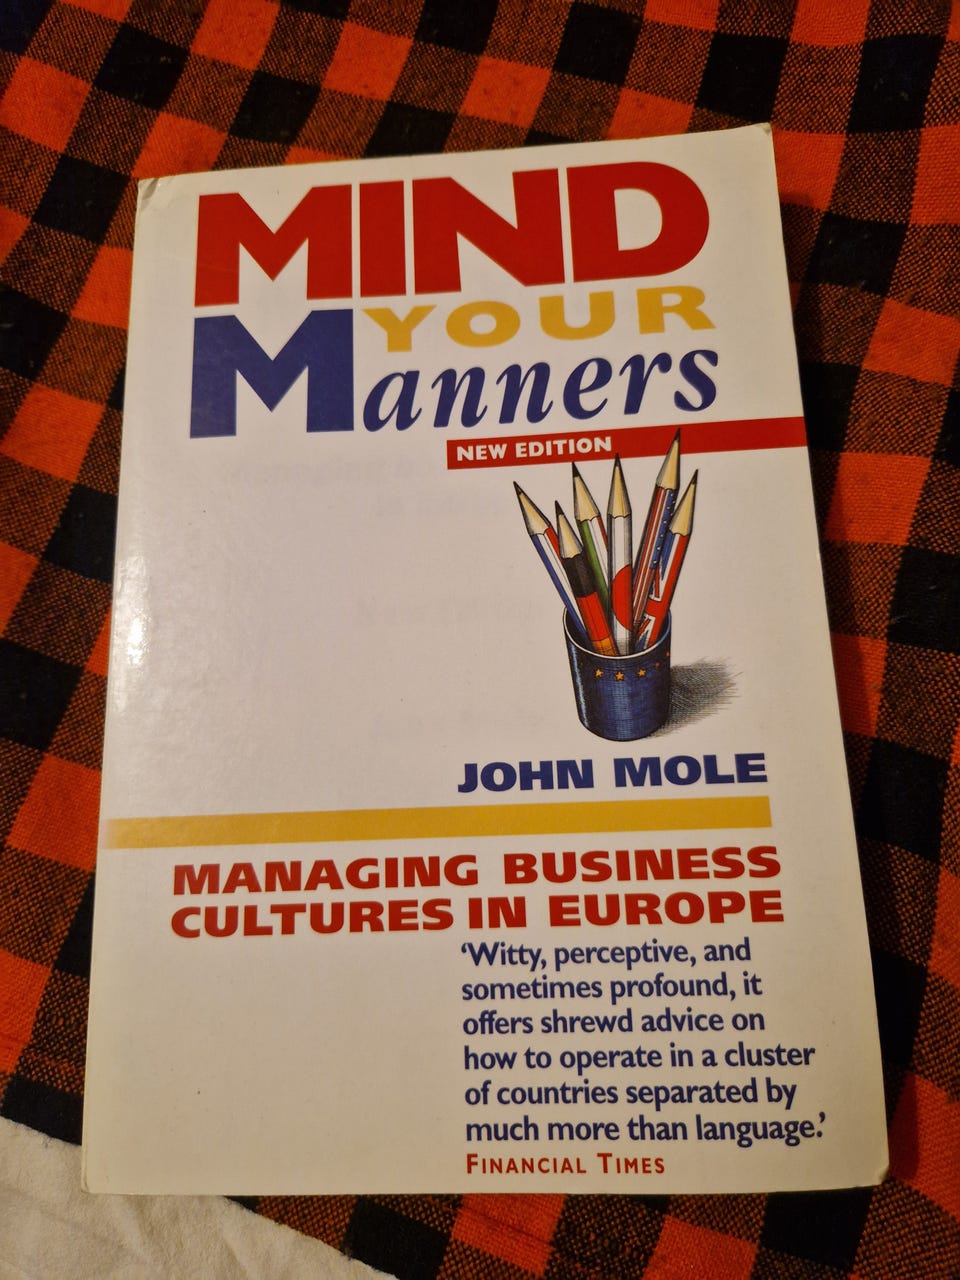 MIND
YOUR
Manners
NEW EDITION
JOHN MOLE
MANAGING BUSINESS
CULTURES IN EUROPE
‘Witty, perceptive, and
sometimes profound, it
offers shrewd advice on
how to operate in a cluster
of countries separated by
much more than language.’
FINANCIAL TIMES